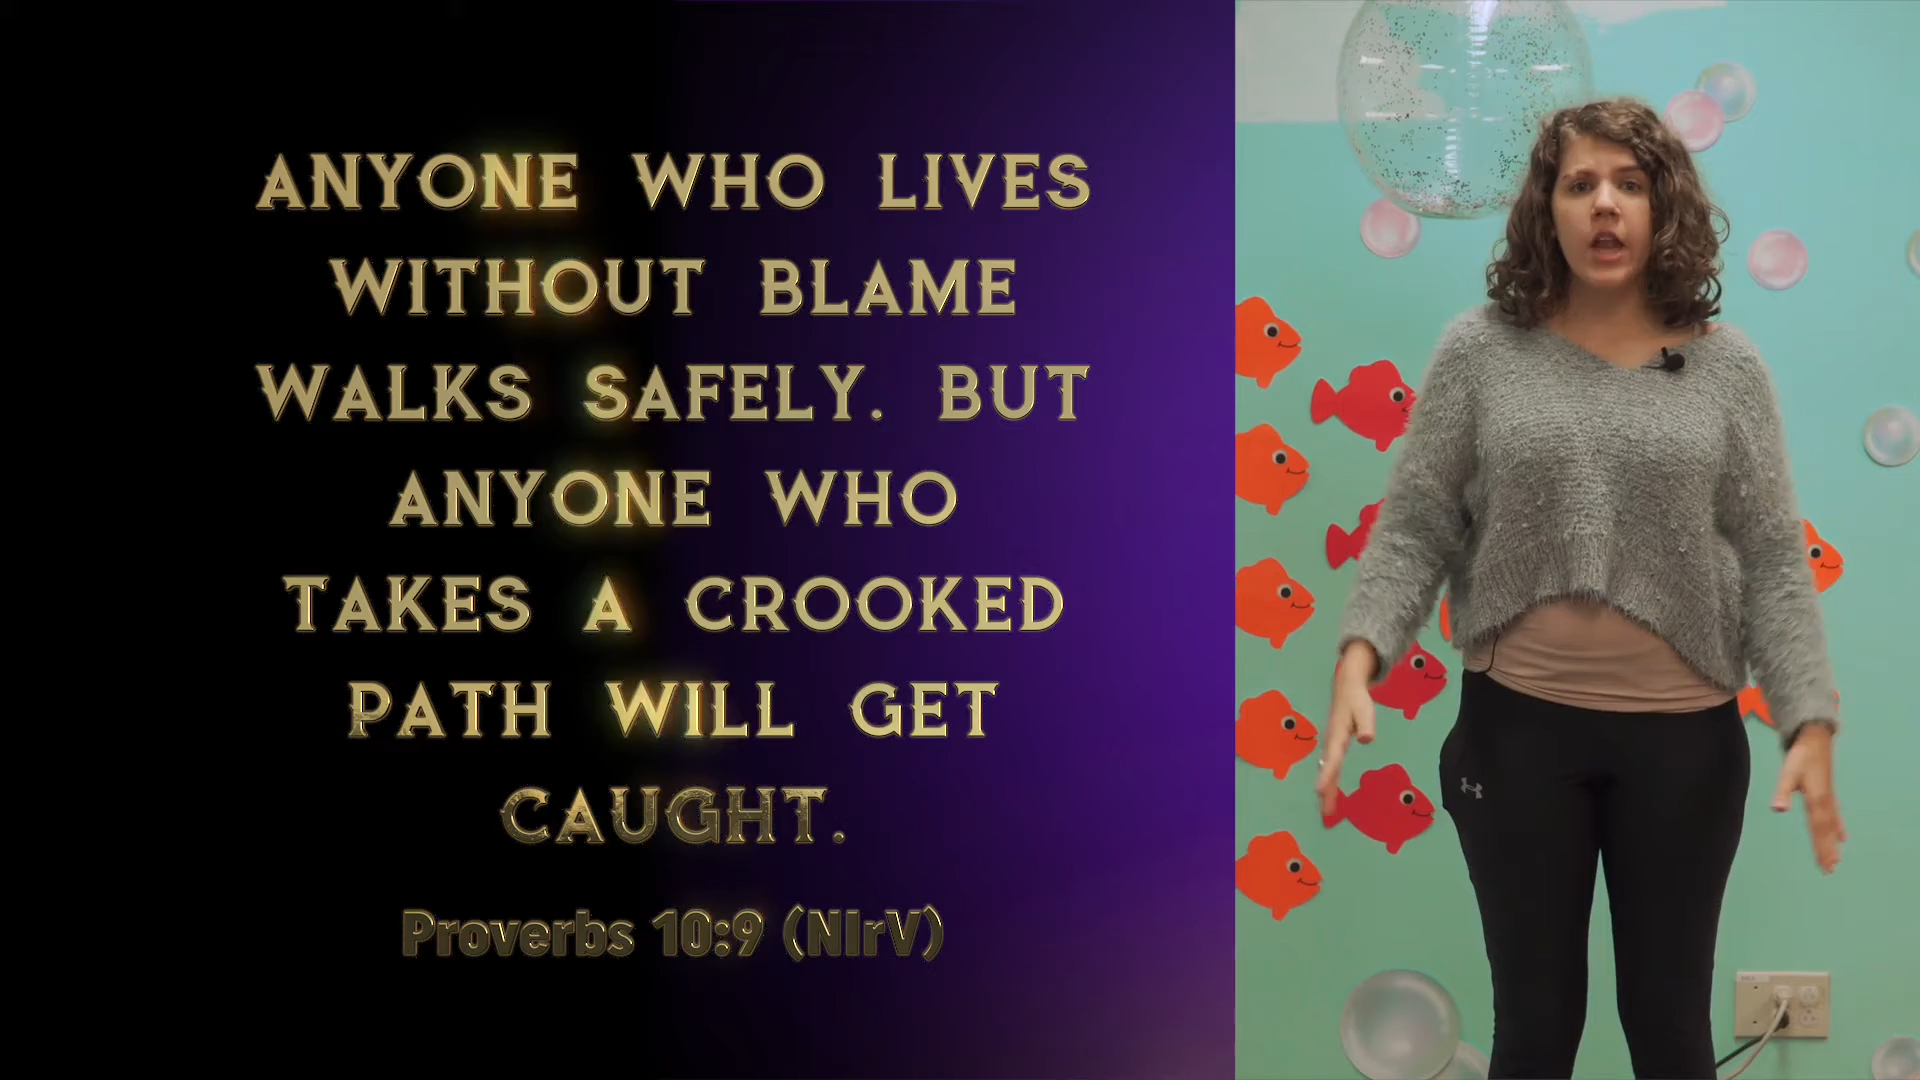 ANYONE WHO LIVES
WITHOUT BLAME
WALKS SAFELY. BUT
ANYONE WHO
TAKES A CROOKED
PATH WILL GET
CAUGHT.
Proverbs 10:9 (NIrV)